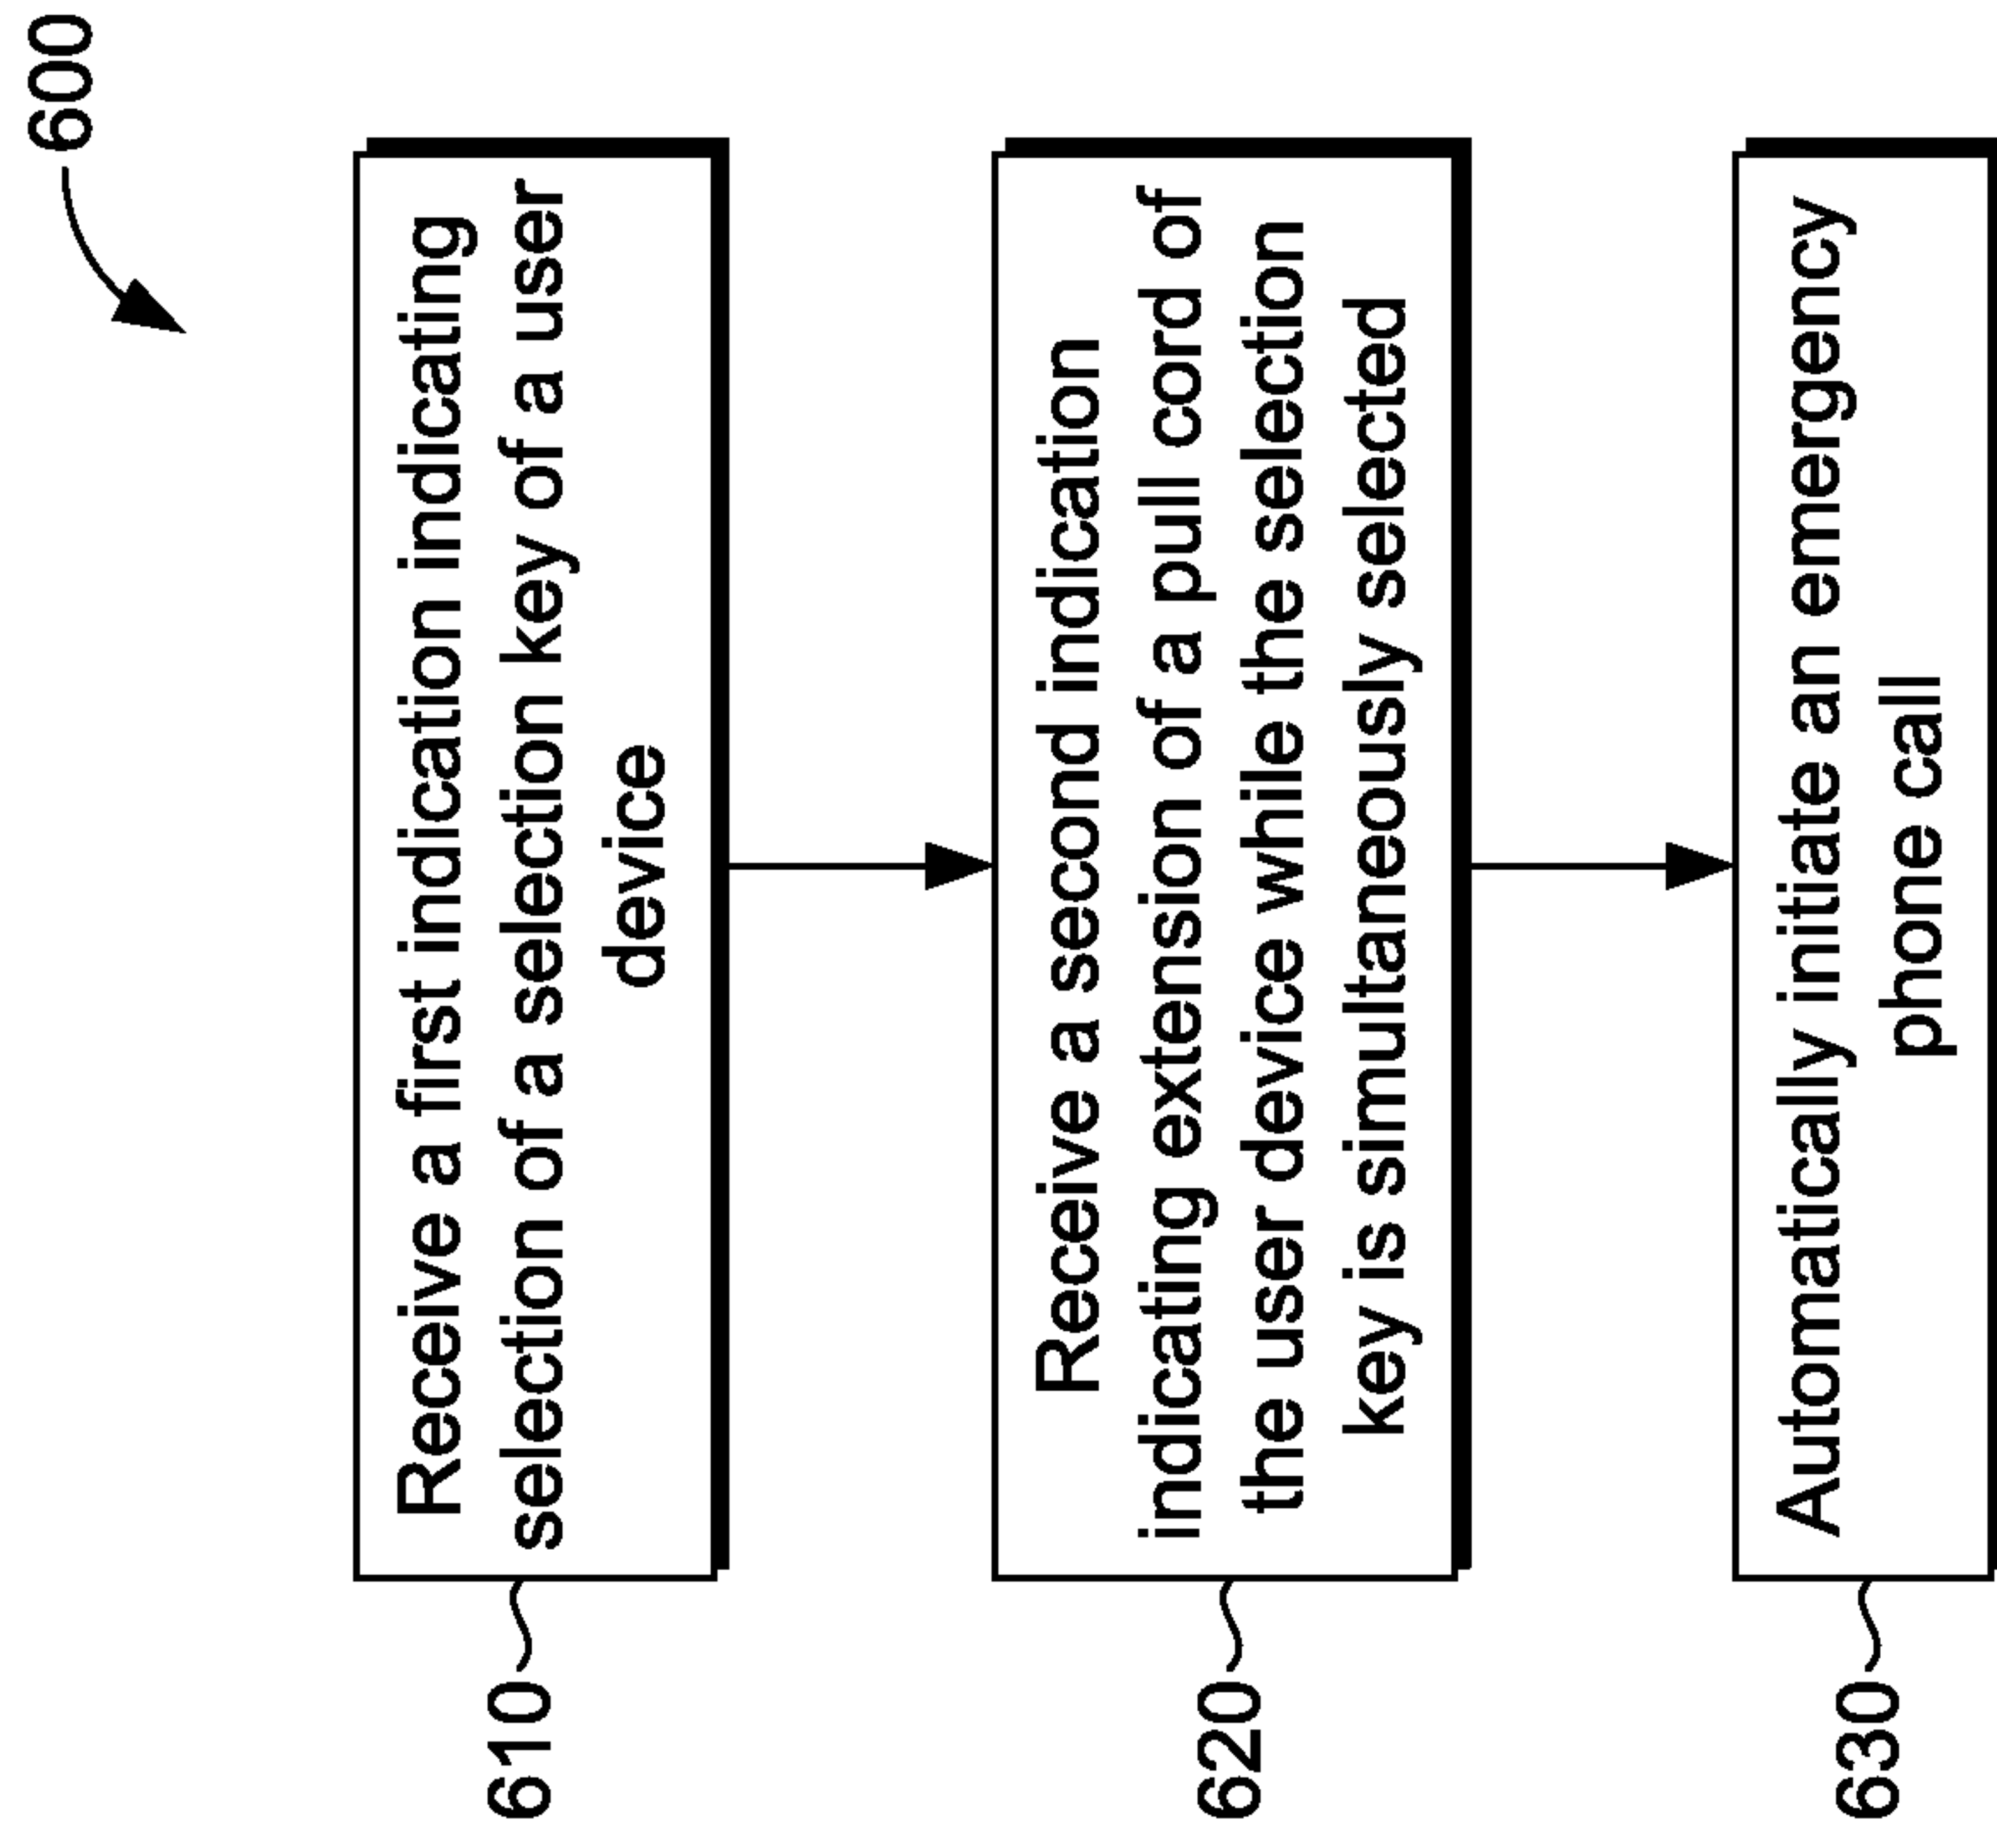 600
610
Receive a first indication indicating
selection of a selection key of a user
device
620
Receive a second indication
indicating extension of a pull cord of
the user device while the selection
key is simultaneously selected
630
Automatically initiate an emergency
phone call